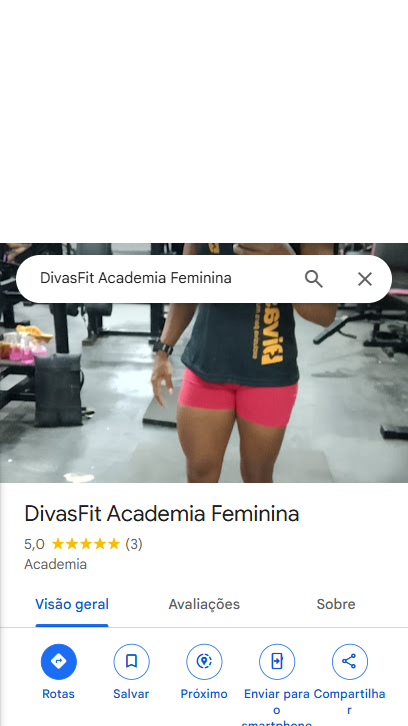 DivasFit Academia Feminina
DivasFit Academia Feminina
5,0 (3)
Academia
Visão geral
Avaliações
Sobre
Rotas
Salvar
Próximo
Enviar para
o
smartphone
Compartilha
r